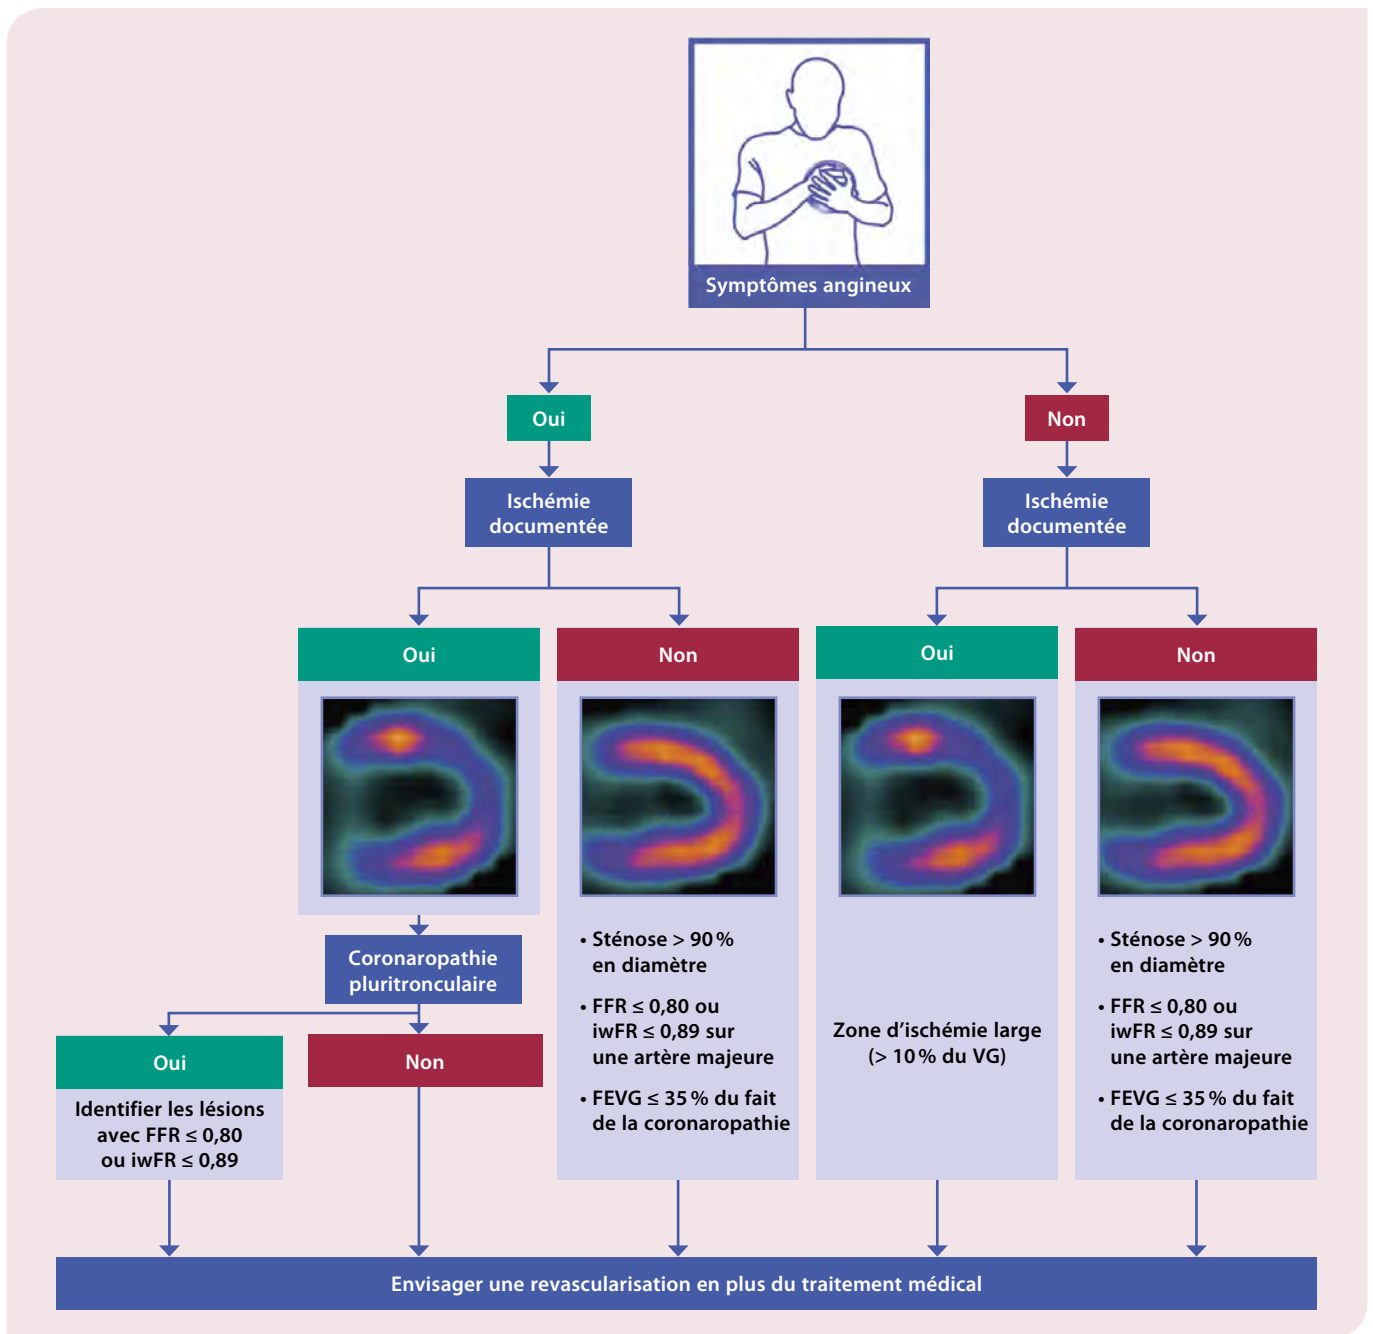 Symptômes angineux
Oui
Non
Ischémie
documentée
Ischémie
documentée
Oui
Non
Oui
Non
Coronaropathie
pluritronculaire
Oui
Identifier les lésions
avec FFR ≤ 0,80
ou iwFR ≤ 0,89
Non
• Sténose > 90 %
en diamètre
• FFR ≤ 0,80 ou
iwFR ≤ 0,89 sur
une artère majeure
• FEVG ≤ 35 % du fait
de la coronaropathie
Zone d’ischémie large
(> 10 % du VG)
• Sténose > 90 %
en diamètre
• FFR ≤ 0,80 ou
iwFR ≤ 0,89 sur
une artère majeure
• FEVG ≤ 35 % du fait
de la coronaropathie
Envisager une revascularisation en plus du traitement médical